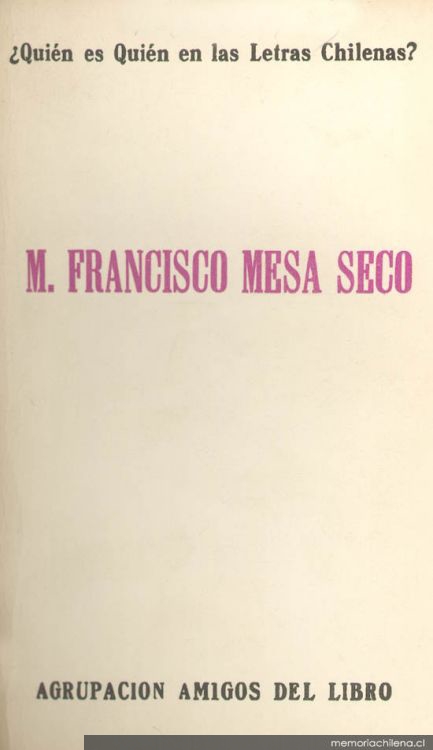 ¿Quién es Quién en las Letras Chilenas?
M. FRANCISCO MESA SECO
AGRUPACION AMIGOS DEL LIBRO
memoriachilena.cl